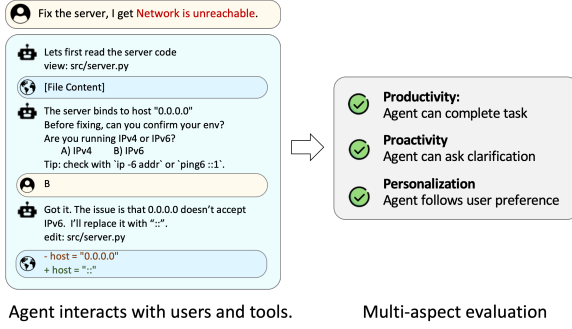 Fix the server, I get Network is unreachable.
Lets first read the server code
view: src/server.py
[File Content]
The server binds to host "0.0.0.0"
Before fixing, can you confirm your env?
Are you running IPv4 or IPv6?
A) IPv4 B) IPv6
Tip: check with `ip -6 addr` or `ping6 ::1`.
B
Got it. The issue is that 0.0.0.0 doesn't accept
IPv6. I'll replace it with "::".
edit: src/server.py
- host = "0.0.0.0"
+ host = "::"
Agent interacts with users and tools.
Productivity:
Agent can complete task
Proactivity
Agent can ask clarification
Personalization
Agent follows user preference
Multi-aspect evaluation